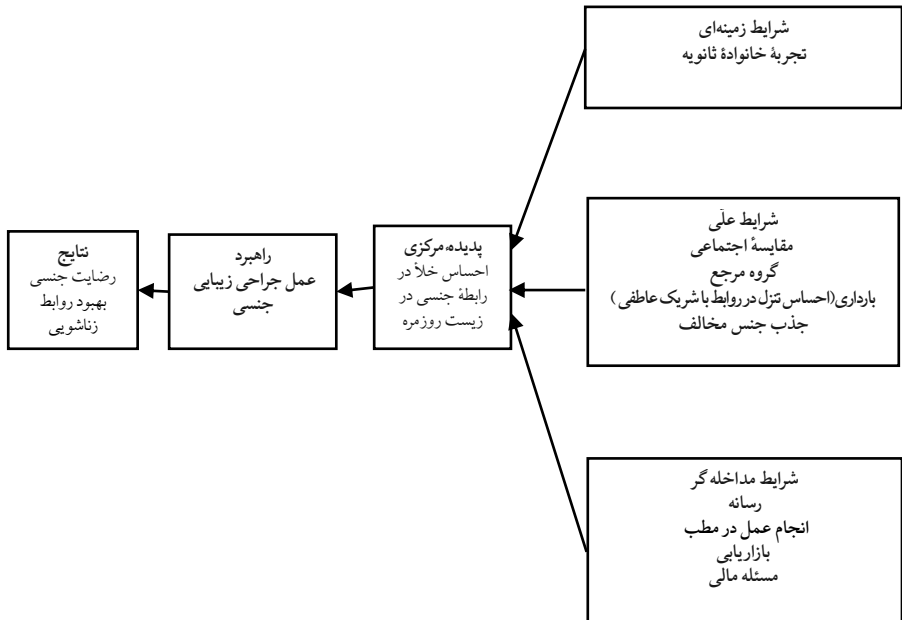 شرایط زمینه‌ای
تجربهٔ خانوادهٔ ثانویه
شرایط علّی
مقایسهٔ اجتماعی
گروه مرجع
بارداری(احساس تنزل در روابط با شریک عاطفی)
جذب جنس مخالف
شرایط مداخله گر
رسانه
انجام عمل در مطب
بازاریابی
مسئله مالی
پدیده‌مرکزی
احساس خلأ در
رابطهٔ جنسی در
زیست روزمره
راهبرد
عمل جراحی زیبایی
جنسی
نتایج
رضایت جنسی
بهبود روابط
زناشویی